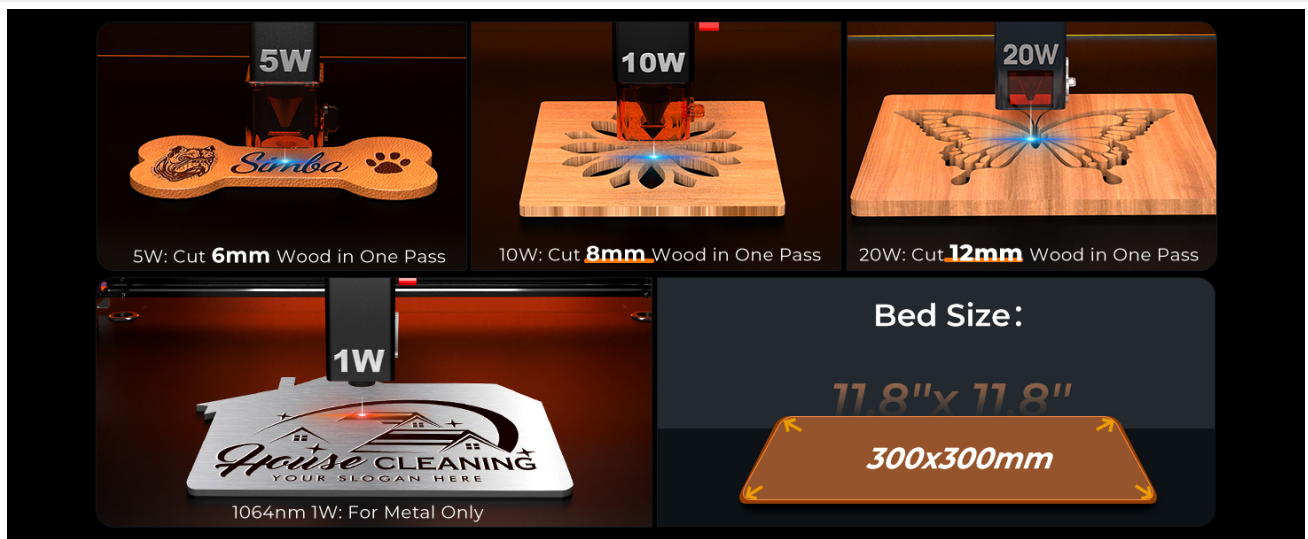 5W
10W
20W
Simba
5W: Cut 6mm Wood in One Pass
10W: Cut 8mm Wood in One Pass
20W: Cut 12mm Wood in One Pass
1W
House CLEANING
YOUR SLOGAN HERE
1064nm 1W: For Metal Only
Bed Size:
11.8"x 11.8"
300x300mm